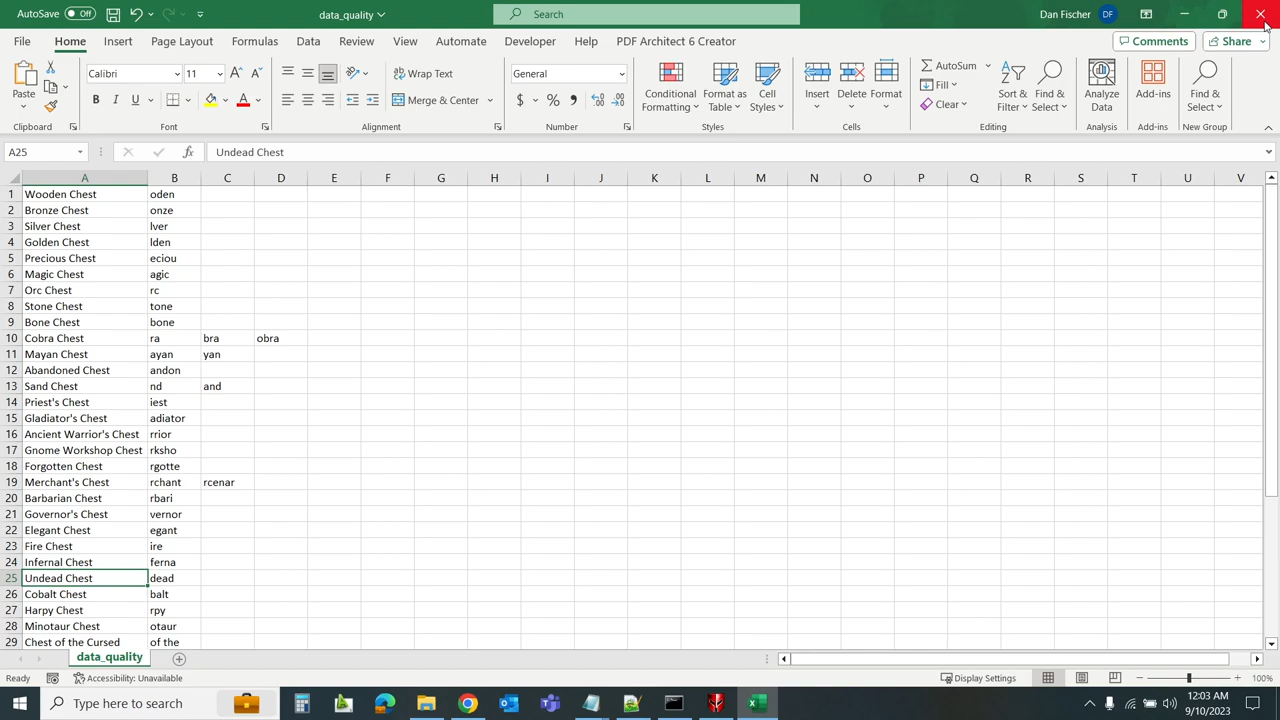 AutoSave Off data_quality Search Dan Fischer DF
File Home Insert Page Layout Formulas Data Review View Automate Developer Help PDF Architect 6 Creator Comments Share
Paste Calibri 11 Wrap Text General Conditional Formatting Format as Table Cell Styles Insert Delete Format AutoSum Sort & Filter Find & Select Analyze Data Add-ins Find & Select
B I U Merge & Center $ % Fill
Clear
Clipboard Font Alignment Number Styles Cells Editing Analysis Add-ins New Group
A25 fx Undead Chest
A B C D E F G H I J K L M N O P Q R S T U V
1 Wooden Chest oden
2 Bronze Chest onze
3 Silver Chest lver
4 Golden Chest lden
5 Precious Chest eciou
6 Magic Chest agic
7 Orc Chest rc
8 Stone Chest tone
9 Bone Chest bone
10 Cobra Chest ra bra obra
11 Mayan Chest ayan yan
12 Abandoned Chest andon
13 Sand Chest nd and
14 Priest's Chest iest
15 Gladiator's Chest adiator
16 Ancient Warrior's Chest rrior
17 Gnome Workshop Chest rksho
18 Forgotten Chest rgotte
19 Merchant's Chest rchant rcenar
20 Barbarian Chest rbari
21 Governor's Chest vernor
22 Elegant Chest egant
23 Fire Chest ire
24 Infernal Chest ferna
25 Undead Chest dead
26 Cobalt Chest balt
27 Harpy Chest rpy
28 Minotaur Chest otaur
29 Chest of the Cursed of the
data_quality
Ready Accessibility: Unavailable Display Settings 100%
Type here to search 12:03 AM
9/10/2023